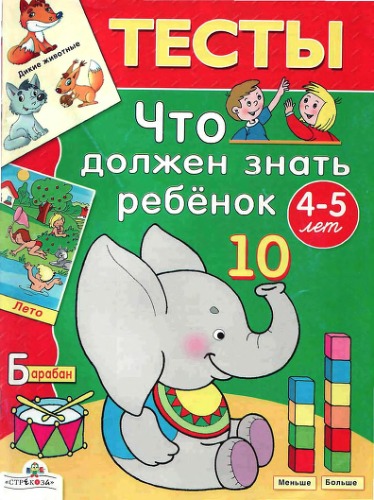 ТЕСТЫ
Дикие животные
Что
должен знать
ребёнок
4-5
лет
10
Лето
Барабан
«СТРЕКОЗА»
Меньше
Больше